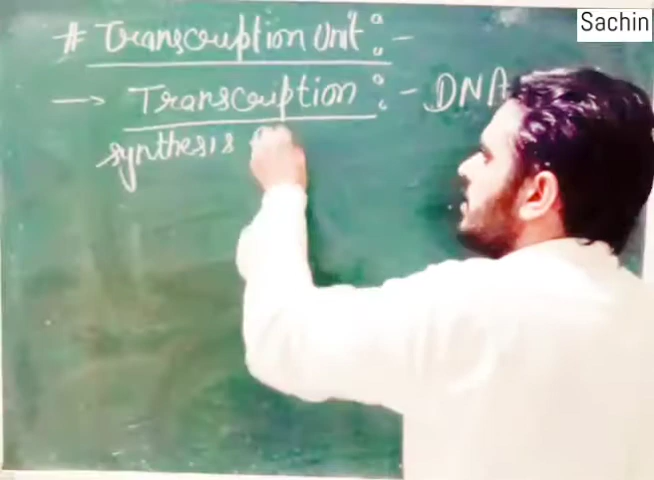 Sachin
# Transcription Unit :-
→ Transcription :- DNA
synthesis